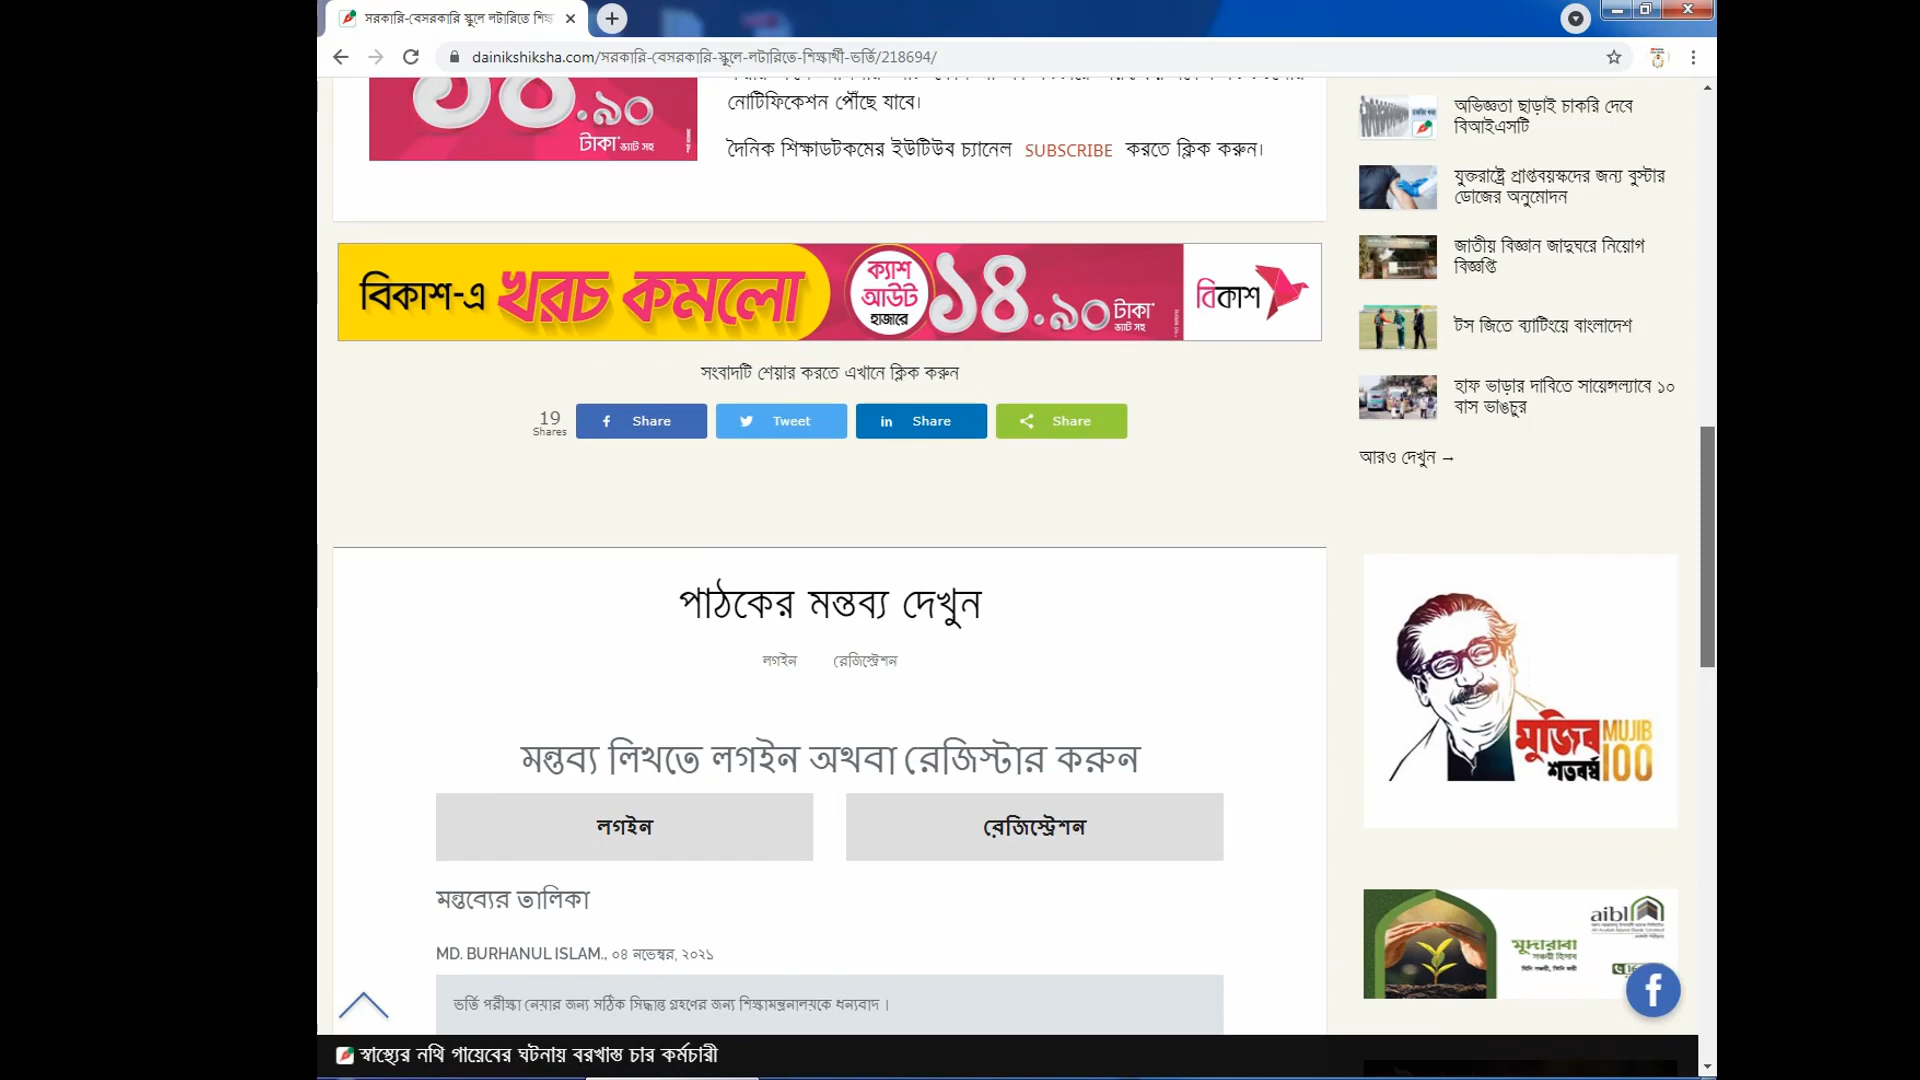 সরকারি-বেসরকারি স্কুলে লটারিতে শিক্ষ
dainikshiksha.com/সরকারি-বেসরকারি-স্কুলে-লটারিতে-শিক্ষার্থী-ভর্তি/218694/
.৯০
টাকা* ভ্যাট সহ
নোটিফিকেশন পৌঁছে যাবে।
দৈনিক শিক্ষাডটকমের ইউটিউব চ্যানেল SUBSCRIBE করতে ক্লিক করুন।
বিকাশ-এ খরচ কমলো
ক্যাশ আউট হাজারে
১৪.৯০ টাকা* ভ্যাট সহ
বিকাশ
সংবাদটি শেয়ার করতে এখানে ক্লিক করুন
19
Shares
Share
Tweet
Share
Share
পাঠকের মন্তব্য দেখুন
লগইন
রেজিস্ট্রেশন
মন্তব্য লিখতে লগইন অথবা রেজিস্টার করুন
লগইন
রেজিস্ট্রেশন
মন্তব্যের তালিকা
MD. BURHANUL ISLAM., ০৪ নভেম্বর, ২০২১
ভর্তি পরীক্ষা নেয়ার জন্য সঠিক সিদ্ধান্ত গ্রহণের জন্য শিক্ষামন্ত্রনালয়কে ধন্যবাদ ।
অভিজ্ঞতা ছাড়াই চাকরি দেবে
বিআইএসটি
যুক্তরাষ্ট্রে প্রাপ্তবয়স্কদের জন্য বুস্টার
ডোজের অনুমোদন
জাতীয় বিজ্ঞান জাদুঘরে নিয়োগ
বিজ্ঞপ্তি
টস জিতে ব্যাটিংয়ে বাংলাদেশ
হাফ ভাড়ার দাবিতে সায়েন্সল্যাবে ১০
বাস ভাঙচুর
আরও দেখুন →
মুজিব শতবর্ষ
MUJIB 100
aibl
মুদারাবা
সঞ্চয়ী হিসাব
স্বাস্থ্যের নথি গায়েবের ঘটনায় বরখাস্ত চার কর্মচারী